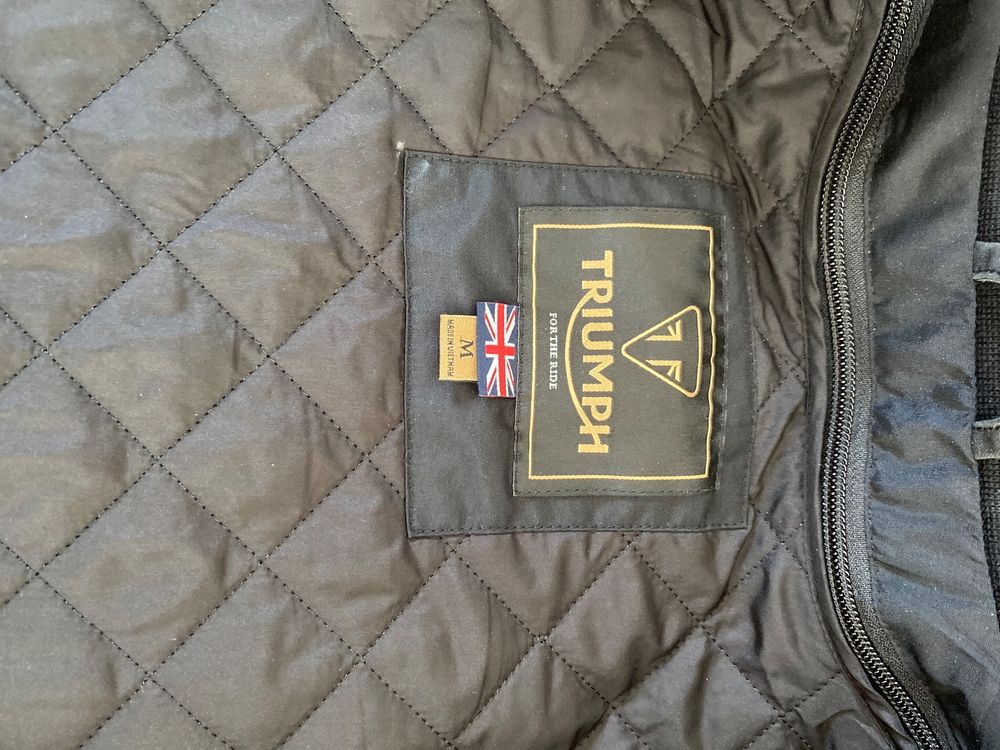 TRIUMPH
FOR THE RIDE
M
MADE IN VIETNAM